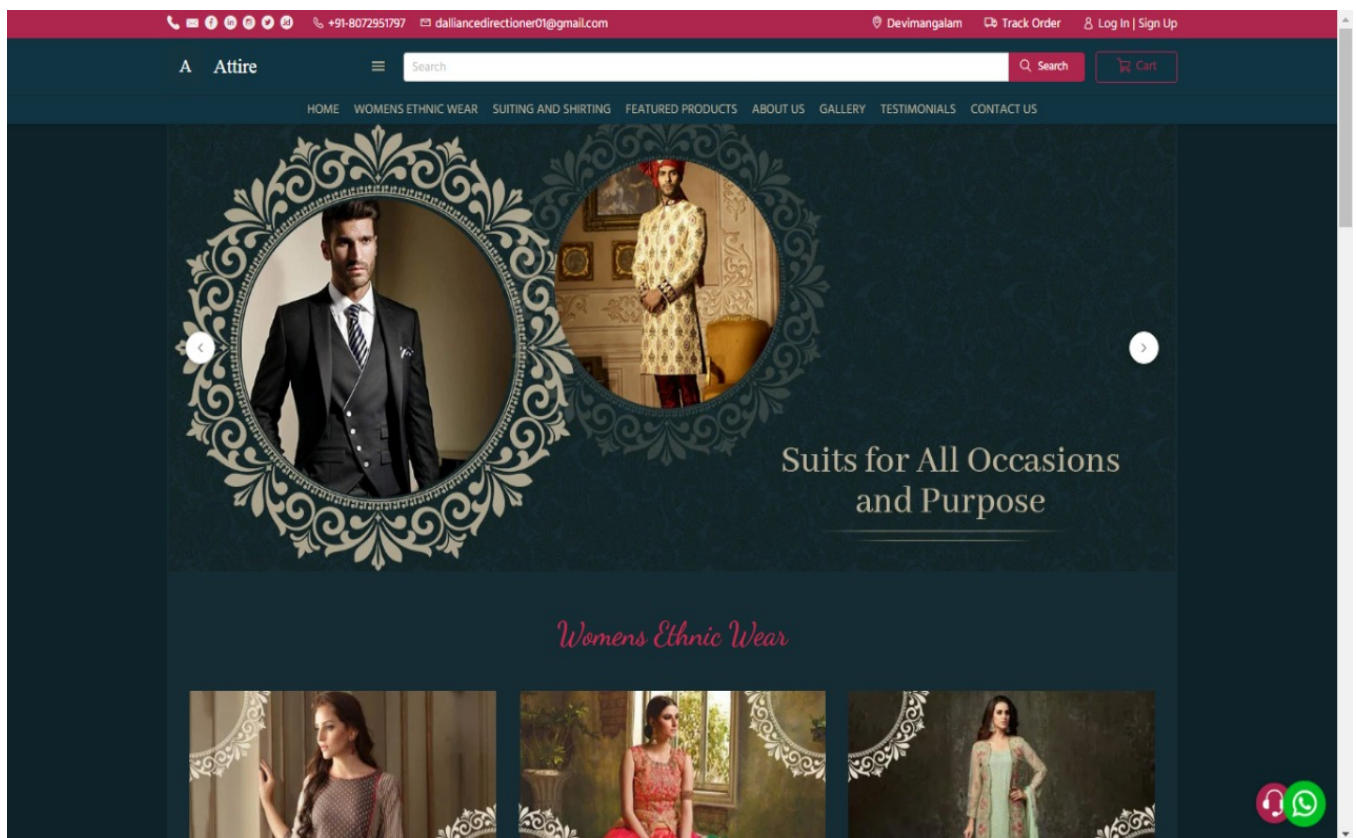 +91-8072951797 dalliancedirectioner01@gmail.com Devimangalam Track Order Log In | Sign Up
A Attire Search Search Cart
HOME WOMENS ETHNIC WEAR SUITING AND SHIRTING FEATURED PRODUCTS ABOUT US GALLERY TESTIMONIALS CONTACT US
Suits for All Occasions
and Purpose
Womens Ethnic Wear